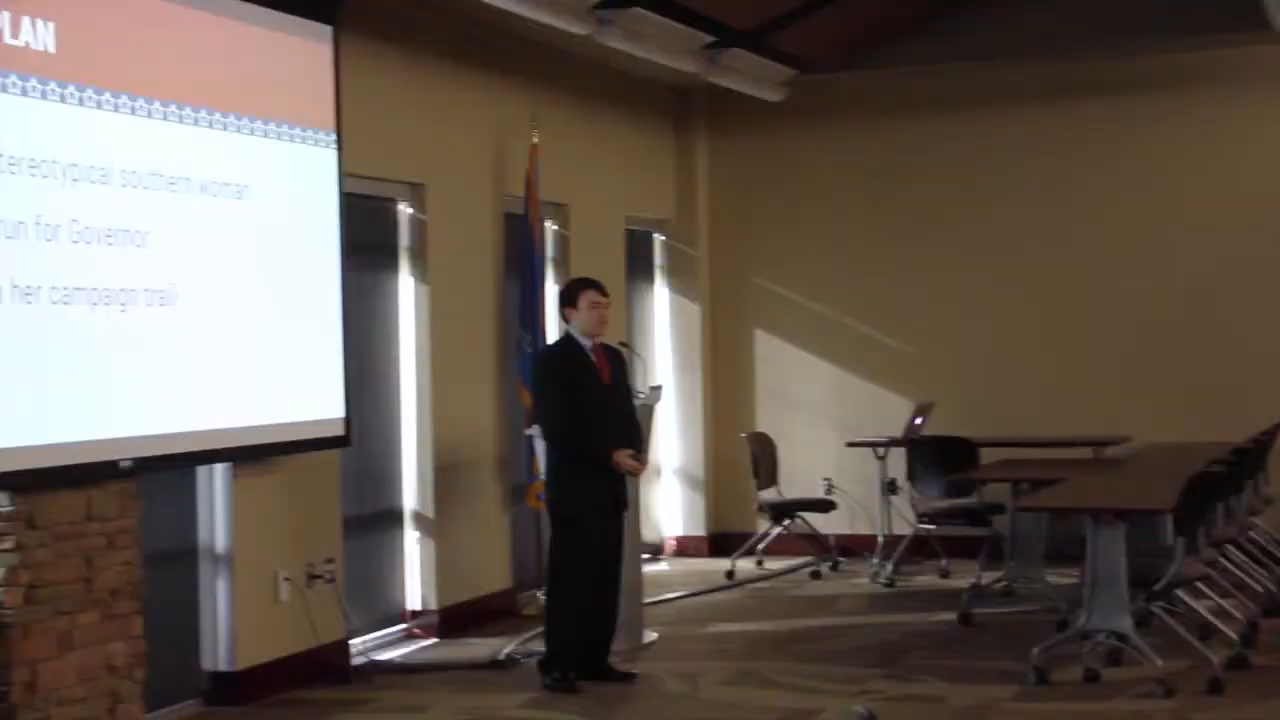 PLAN
tereotypical southern woman
run for Governor
her campaign trail